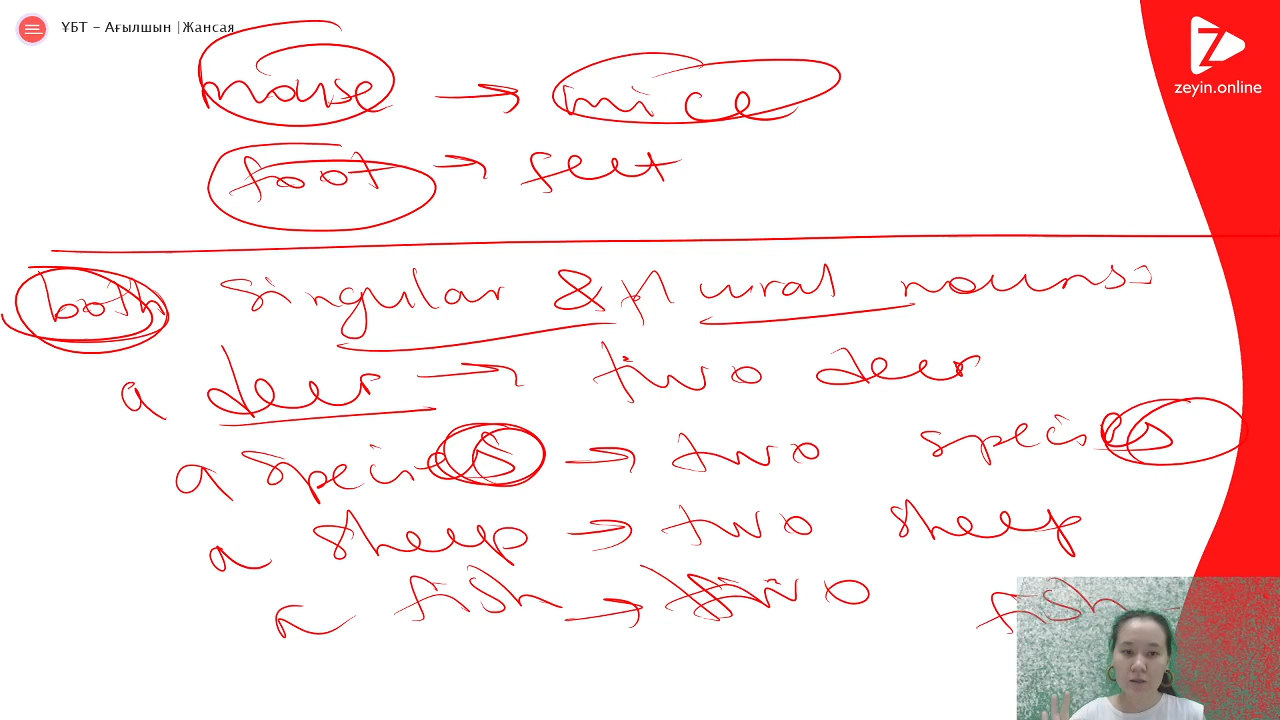 ҰБТ – Ағылшын |Жансая
zeyin.online
mouse → mice
foot → feet
both singular & plural nouns
a deer → two deer
a species → two species
a sheep → two sheep
a fish → two fish